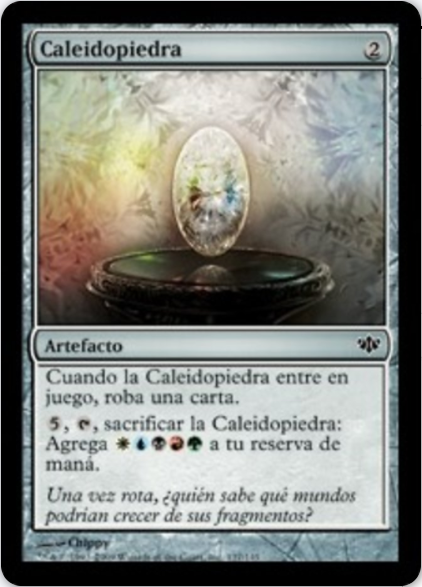 Caleidopiedra 2
Artefacto
Cuando la Caleidopiedra entre en
juego, roba una carta.
5, , sacrificar la Caleidopiedra:
Agrega a tu reserva de
maná.
Una vez rota, ¿quién sabe qué mundos
podrían crecer de sus fragmentos?
Chippy